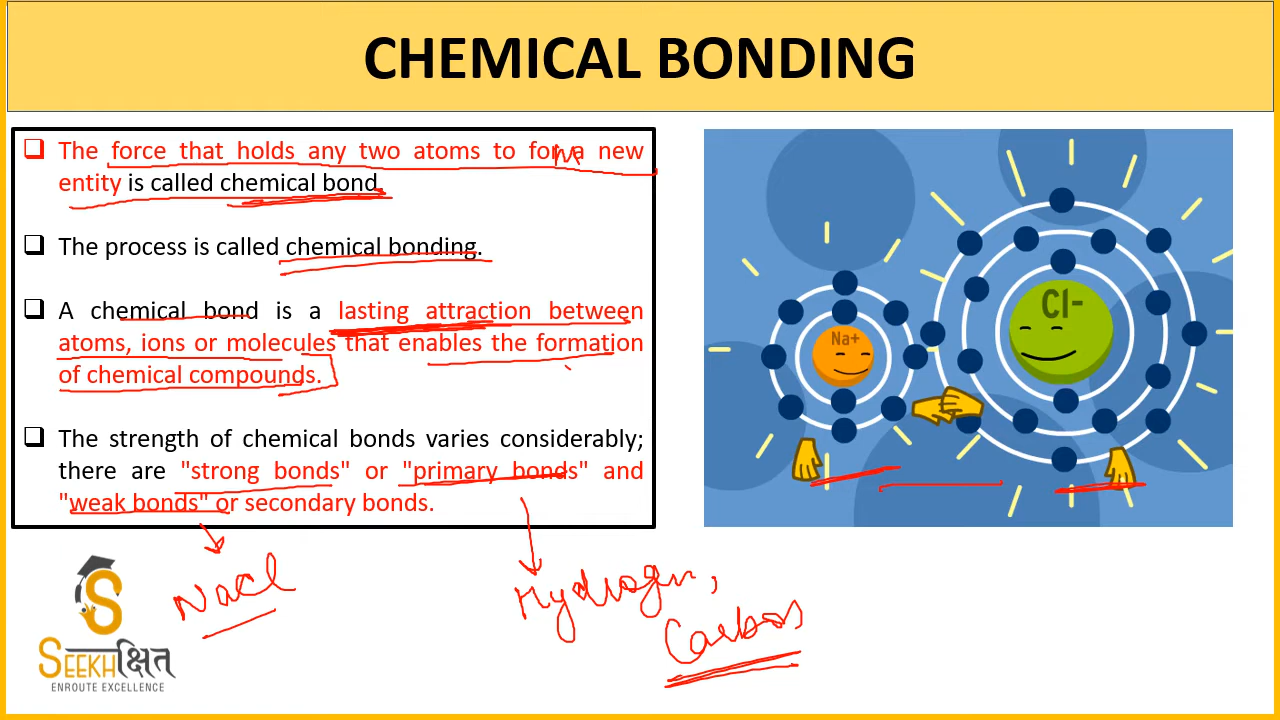 CHEMICAL BONDING
The force that holds any two atoms to form a new
entity is called chemical bond.
The process is called chemical bonding.
A chemical bond is a lasting attraction between
atoms, ions or molecules that enables the formation
of chemical compounds.
The strength of chemical bonds varies considerably;
there are "strong bonds" or "primary bonds" and
"weak bonds" or secondary bonds.
Na+
Cl-
NaCl
Hydrogen,
Carbon
SEEKHक्षित
ENROUTE EXCELLENCE